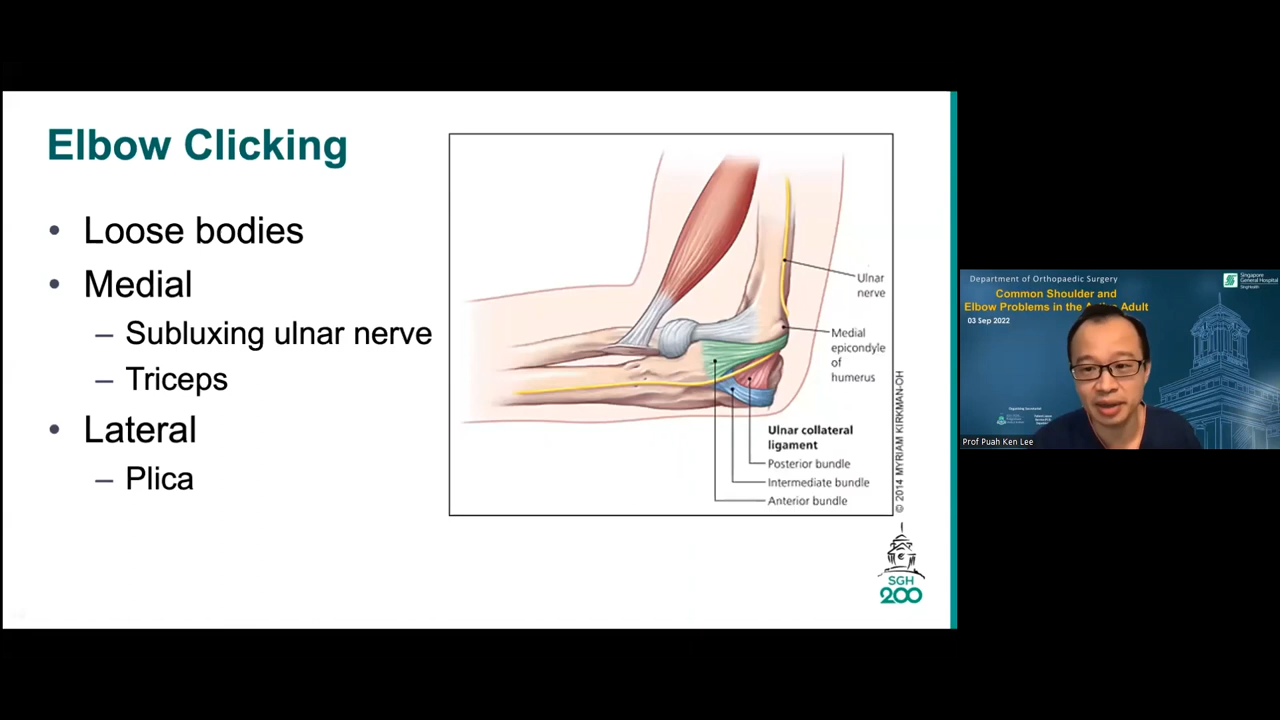 Elbow Clicking
• Loose bodies
• Medial
– Subluxing ulnar nerve
– Triceps
• Lateral
– Plica
Ulnar
nerve
Medial
epicondyle
of
humerus
Ulnar collateral
ligament
Posterior bundle
Intermediate bundle
Anterior bundle
© 2014 MYRIAM KIRKMAN-OH
SGH
200
Department of Orthopaedic Surgery
Singapore
General Hospital
SingHealth
Common Shoulder and
Elbow Problems in the Active Adult
03 Sep 2022
Prof Puah Ken Lee